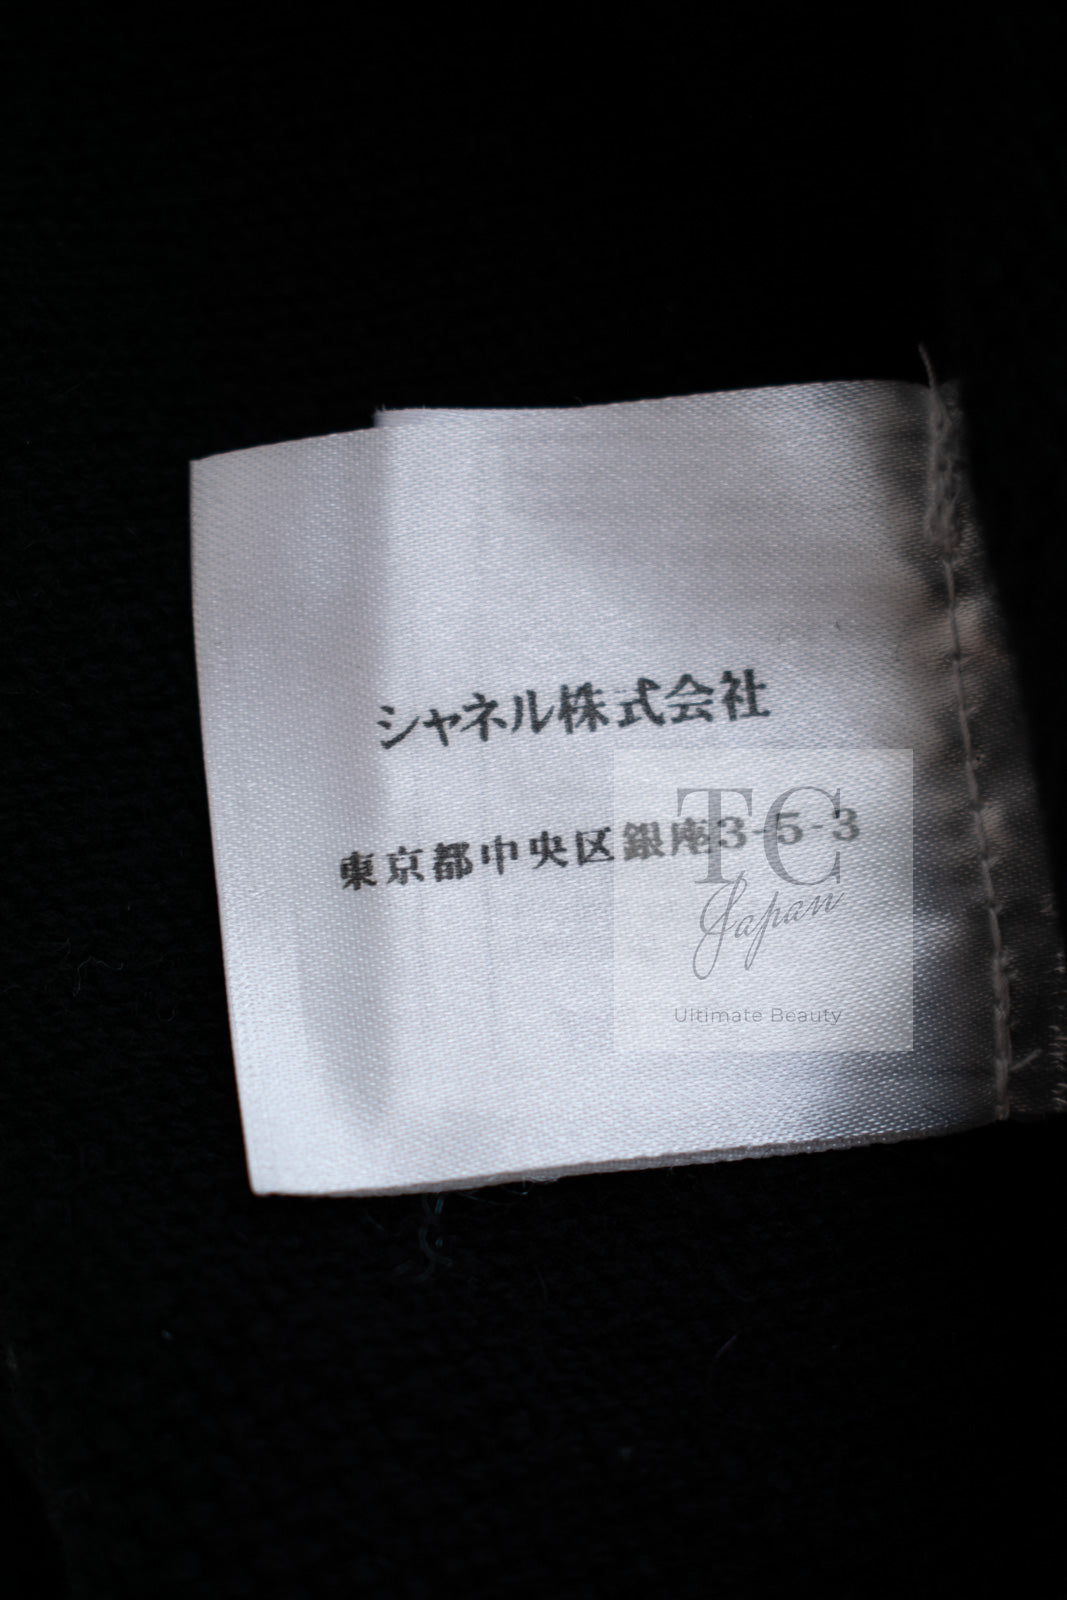 シャネル株式会社
東京都中央区銀座3-5-3
TC
Japan
Ultimate Beauty